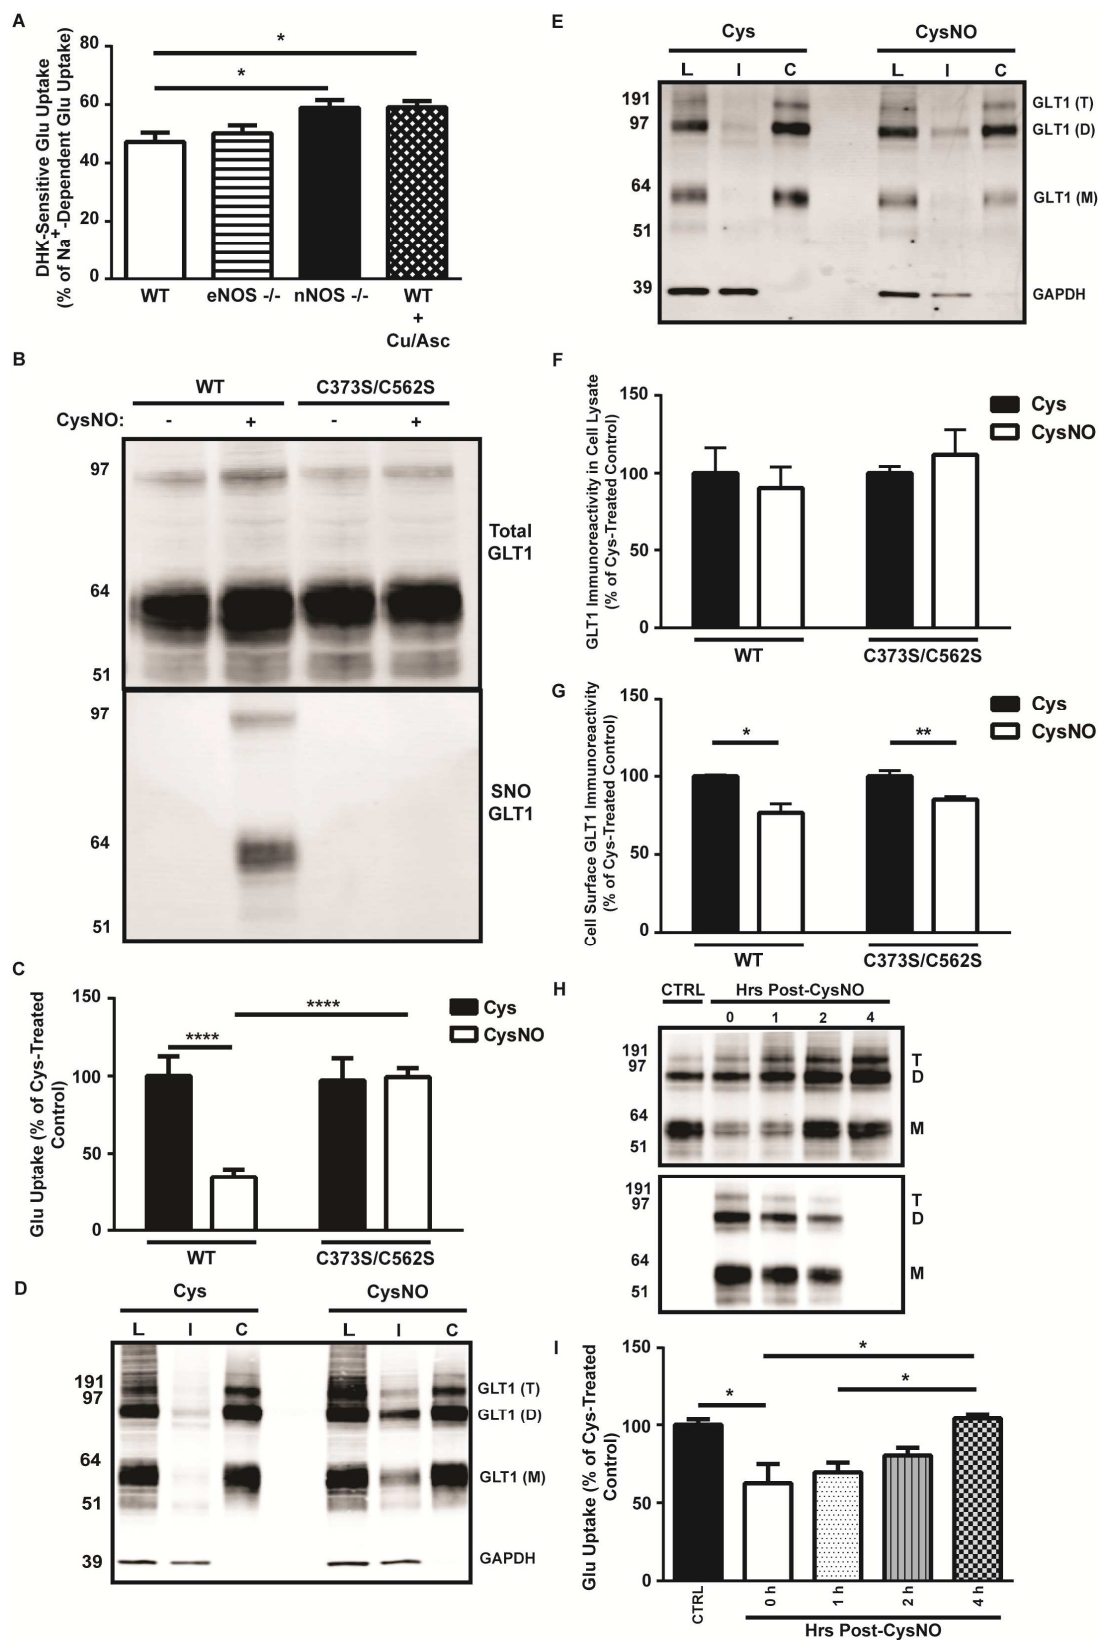 A
DHK-Sensitive Glu Uptake
(% of Na+-Dependent Glu Uptake)
80
60
40
20
0
*
*
WT eNOS -/- nNOS -/- WT
+
Cu/Asc
B
WT C373S/C562S
CysNO: - + - +
97
64
51
Total
GLT1
97
64
51
SNO
GLT1
C
Glu Uptake (% of Cys-Treated
Control)
150
100
50
0
****
****
Cys
CysNO
WT C373S/C562S
D
Cys CysNO
L I C L I C
191
97
64
51
39
GLT1 (T)
GLT1 (D)
GLT1 (M)
GAPDH
E
Cys CysNO
L I C L I C
191
97
64
51
39
GLT1 (T)
GLT1 (D)
GLT1 (M)
GAPDH
F
GLT1 Immunoreactivity in Cell Lysate
(% of Cys-Treated Control)
150
100
50
0
Cys
CysNO
WT C373S/C562S
G
Cell Surface GLT1 Immunoreactivity
(% of Cys-Treated Control)
150
100
50
0
* **
Cys
CysNO
WT C373S/C562S
H
CTRL Hrs Post-CysNO
0 1 2 4
191
97
64
51
T
D
M
191
97
64
51
T
D
M
I
Glu Uptake (% of Cys-Treated
Control)
150
100
50
0
*
*
*
CTRL 0 h 1 h 2 h 4 h
Hrs Post-CysNO